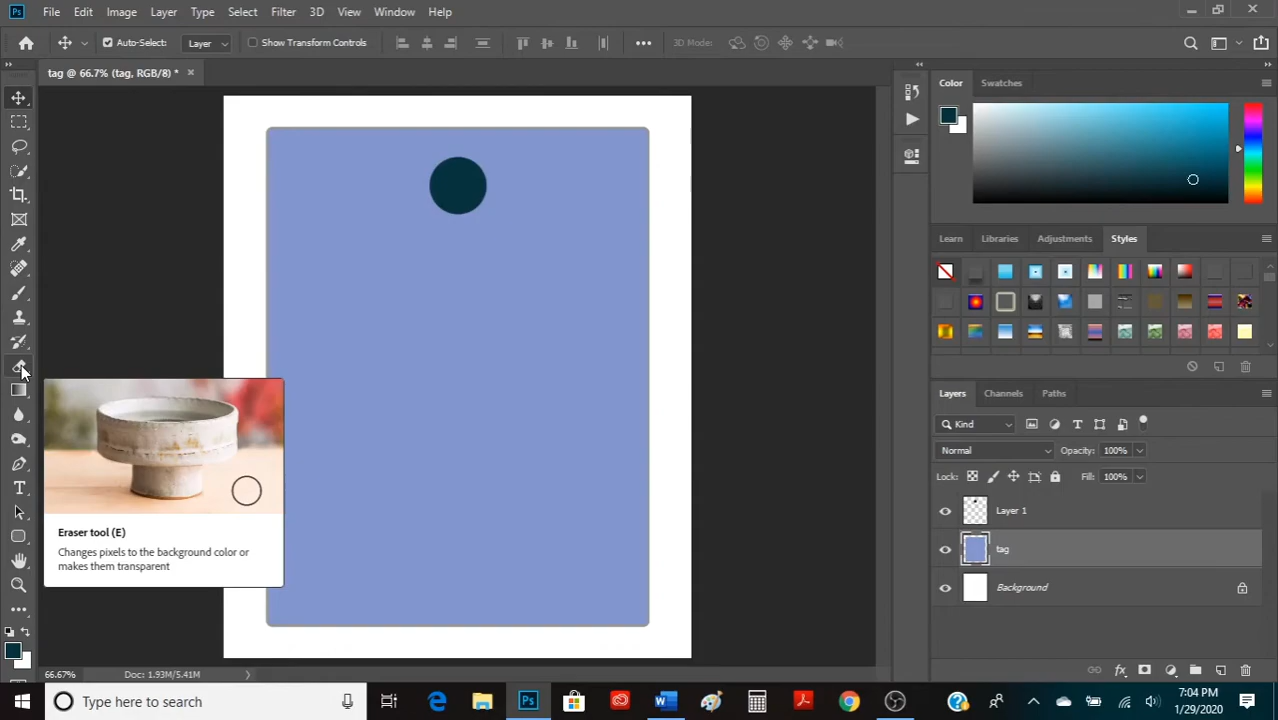 Ps File Edit Image Layer Type Select Filter 3D View Window Help
Auto-Select: Layer Show Transform Controls 3D Mode:
tag @ 66.7% (tag, RGB/8) *
Color Swatches
Learn Libraries Adjustments Styles
Layers Channels Paths
Kind
Normal Opacity: 100%
Lock: Fill: 100%
Layer 1
tag
Background
Eraser tool (E)
Changes pixels to the background color or
makes them transparent
66.67% Doc: 1.93M/5.41M
Type here to search
7:04 PM
1/29/2020